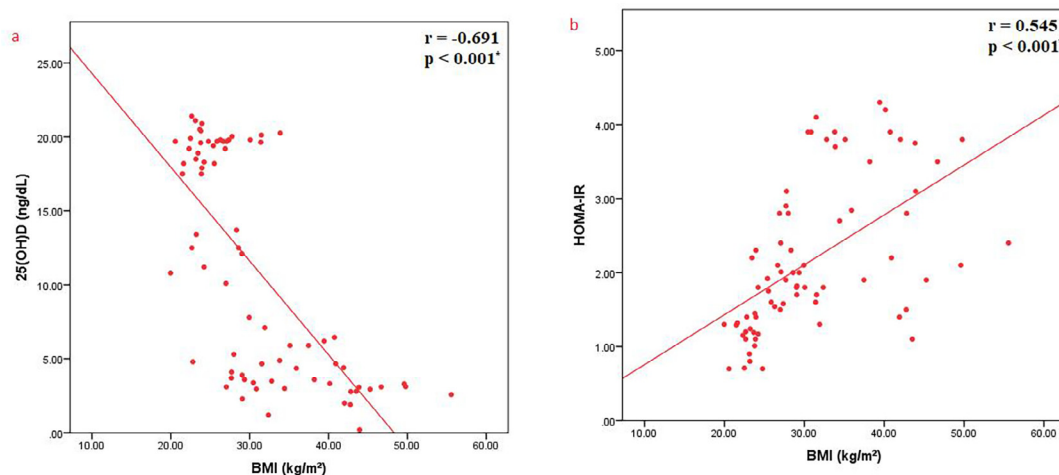 a
r = -0.691
p < 0.001*
25.00
20.00
15.00
10.00
5.00
.00
25(OH)D (ng/dL)
10.00 20.00 30.00 40.00 50.00 60.00
BMI (kg/m²)
b
r = 0.545
p < 0.001
5.00
4.00
3.00
2.00
1.00
.00
HOMA-IR
10.00 20.00 30.00 40.00 50.00 60.00
BMI (kg/m²)